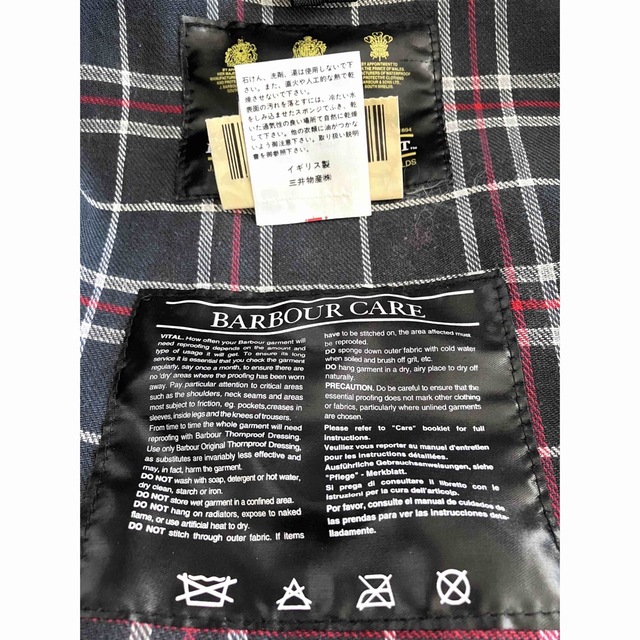 BY APPOINTMENT
石けん、洗剤、湯は使用しないで下
さい。また、直火や人工的な熱で乾
燥させないで下さい。
表面の汚れを落とすには、冷たい水
をしみ込ませたスポンジでふき、乾い
た通気性の良い場所で自然に乾燥
して下さい。他の衣類に油がつかな
いよう御注意下さい。取り扱い説明
書を御参照下さい。
イギリス製
三井物産㈱
BARBOUR CARE
VITAL. How often your Barbour garment will
need reproofing depends on the amount and
type of usage it will get. To ensure its long
service it is essential that you check the garment
regularly, say once a month, to ensure there are
no 'dry' areas where the proofing has been worn
away. Pay particular attention to critical areas
such as the shoulders, neck seams and areas
most subject to friction, eg. pockets,creases in
sleeves, inside legs and the knees of trousers.
From time to time the whole garment will need
reproofing with Barbour Thornproof Dressing.
Use only Barbour Original Thornproof Dressing,
as substitutes are invariably less effective and
may, in fact, harm the garment.
DO NOT wash with soap, detergent or hot water,
dry clean, starch or iron.
DO NOT store wet garment in a confined area.
DO NOT hang on radiators, expose to naked
flame, or use artificial heat to dry.
DO NOT stitch through outer fabric. If items
have to be stitched on, the area affected must
be reproofed.
DO sponge down outer fabric with cold water
when soiled and brush off grit, etc.
DO hang garment in a dry, airy place to dry off
naturally.
PRECAUTION. Do be careful to ensure that the
essential proofing does not make other clothing
or fabrics, particularly where unlined garments
are chosen.
Please refer to "Care" booklet for full
instructions.
Veuillez vous reporter au manuel d'entretien
pour les instructions détaillées.
Ausführliche Gebrauchsanweisungen, siehe
"Pflege" - Merkblatt.
Si prega di consultare il libretto con le
istruzioni per la cura dell'articolp.
Por favor, consulte el manual de cuidados de
las prendas para ver las instrucciones deta-
lladamente.